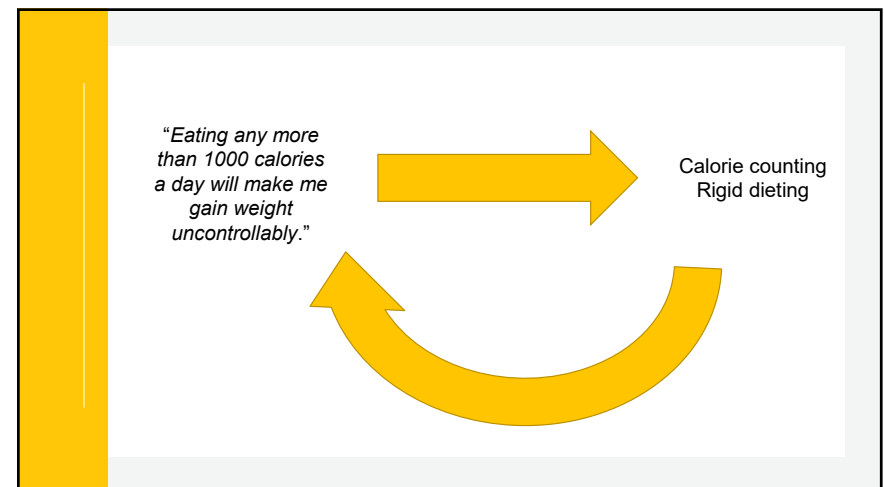 “Eating any more
than 1000 calories
a day will make me
gain weight
uncontrollably.”
Calorie counting
Rigid dieting